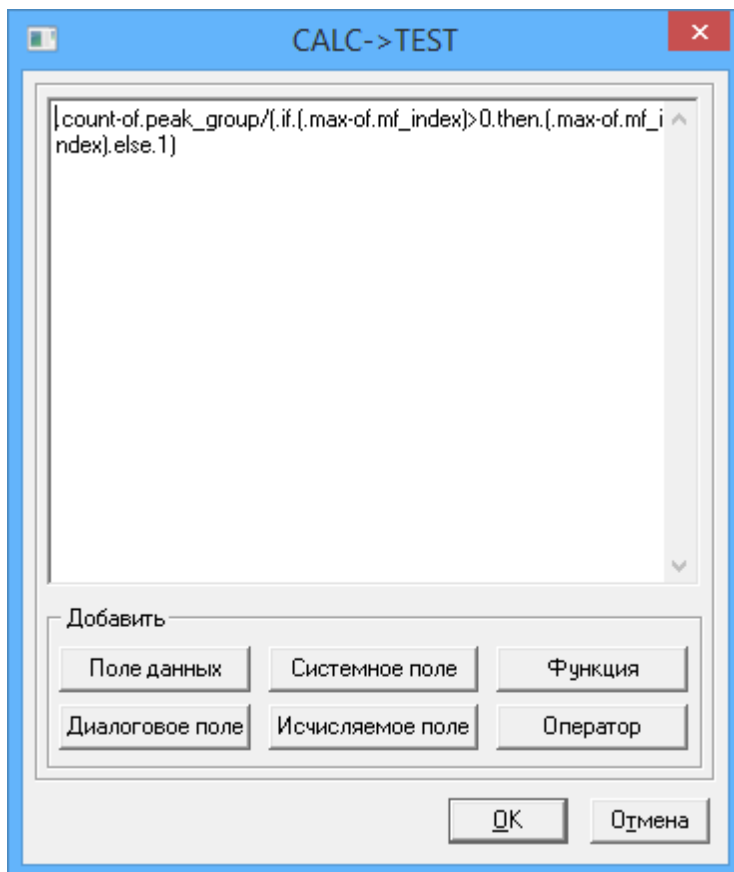 CALC->TEST
.count-of.peak_group/(.if.(.max-of.mf_index)>0.then.(.max-of.mf_i
ndex).else.1)
Добавить
Поле данных Системное поле Функция
Диалоговое поле Исчисляемое поле Оператор
OK Отмена